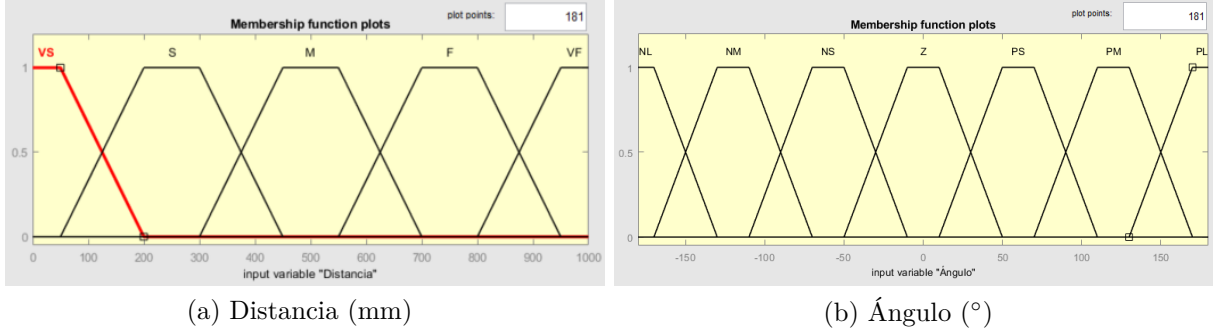 plot points: 181
Membership function plots
VS S M F VF
1
0.5
0
0 100 200 300 400 500 600 700 800 900 1000
input variable "Distancia"
(a) Distancia (mm)
plot points: 181
Membership function plots
NL NM NS Z PS PM PL
1
0.5
0
-150 -100 -50 0 50 100 150
input variable "Ángulo"
(b) Ángulo (°)